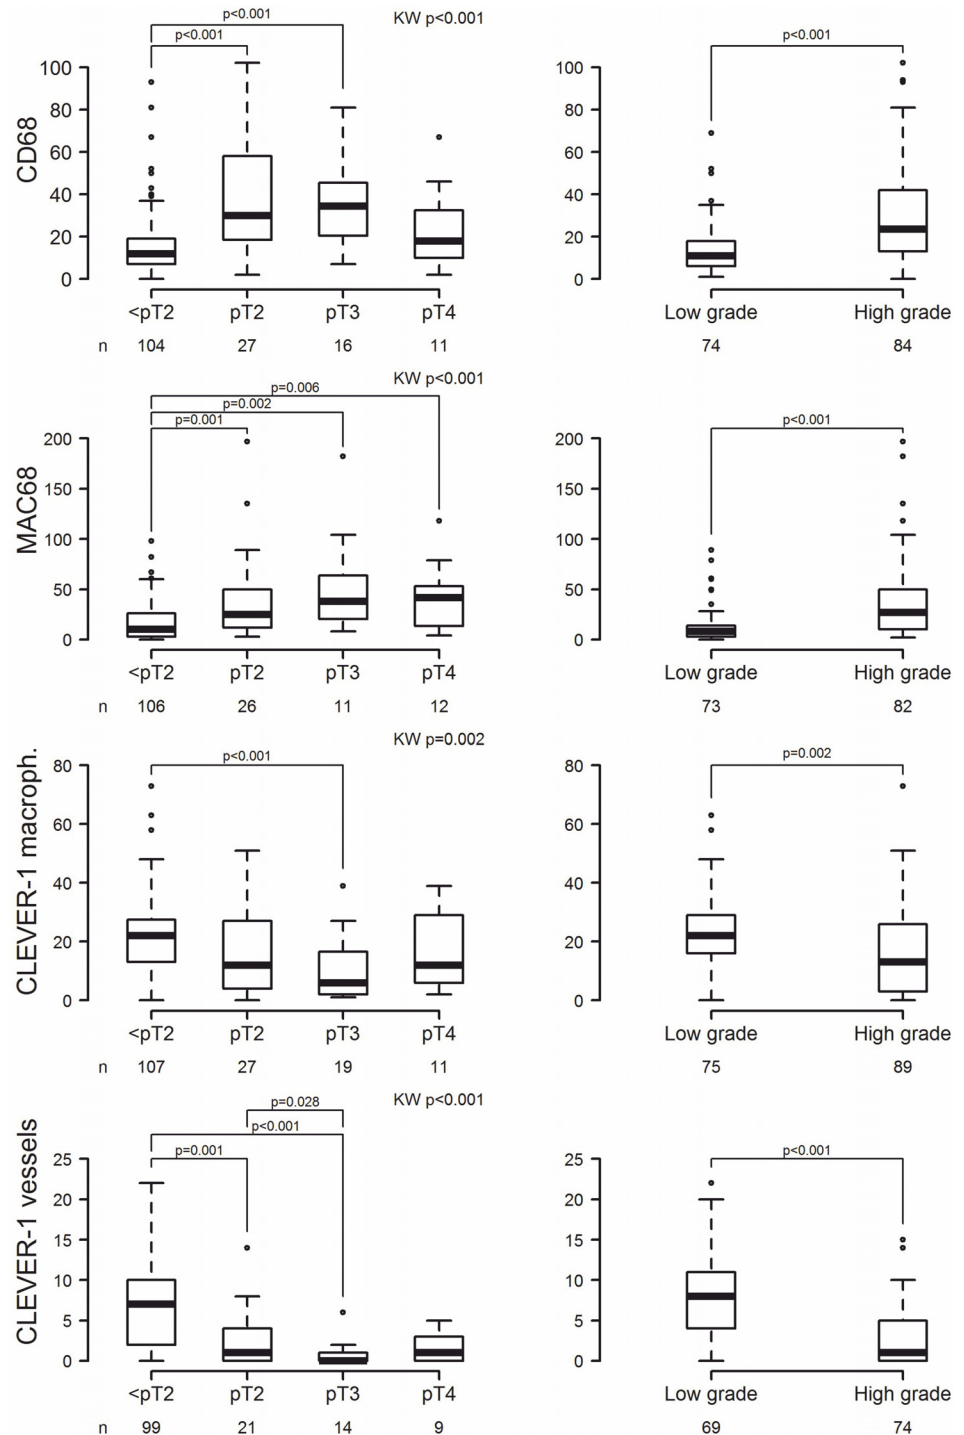 p<0.001 KW p<0.001
p<0.001 p<0.001
CD68
100 80 60 40 20 0
100 80 60 40 20 0
<pT2 pT2 pT3 pT4 Low grade High grade
n 104 27 16 11 74 84
KW p<0.001
p=0.006
p=0.002
p=0.001 p<0.001
MAC68
200 150 100 50 0
200 150 100 50 0
<pT2 pT2 pT3 pT4 Low grade High grade
n 106 26 11 12 73 82
KW p=0.002
p<0.001 p=0.002
CLEVER-1 macroph.
80 60 40 20 0
80 60 40 20 0
<pT2 pT2 pT3 pT4 Low grade High grade
n 107 27 19 11 75 89
KW p<0.001
p=0.028
p<0.001
p=0.001 p<0.001
CLEVER-1 vessels
25 20 15 10 5 0
25 20 15 10 5 0
<pT2 pT2 pT3 pT4 Low grade High grade
n 99 21 14 9 69 74